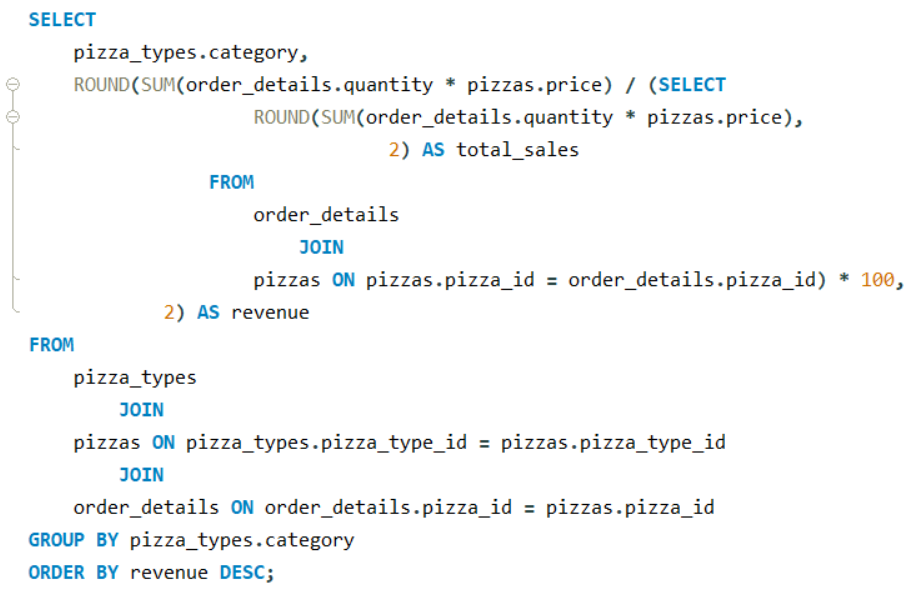 SELECT
pizza_types.category,
ROUND(SUM(order_details.quantity * pizzas.price) / (SELECT
ROUND(SUM(order_details.quantity * pizzas.price),
2) AS total_sales
FROM
order_details
JOIN
pizzas ON pizzas.pizza_id = order_details.pizza_id) * 100,
2) AS revenue
FROM
pizza_types
JOIN
pizzas ON pizza_types.pizza_type_id = pizzas.pizza_type_id
JOIN
order_details ON order_details.pizza_id = pizzas.pizza_id
GROUP BY pizza_types.category
ORDER BY revenue DESC;